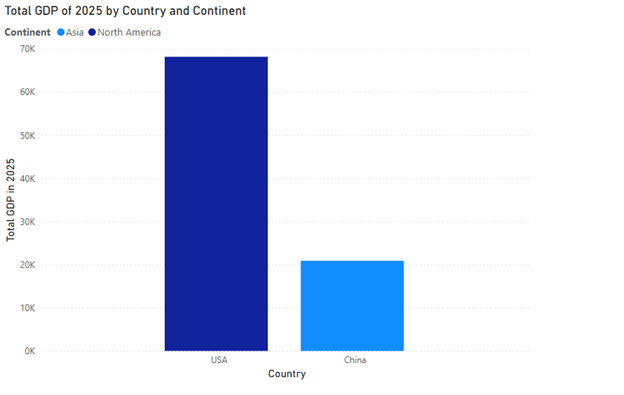 Total GDP of 2025 by Country and Continent
Continent Asia North America
70K
60K
50K
40K
30K
20K
10K
0K
Total GDP in 2025
USA China
Country